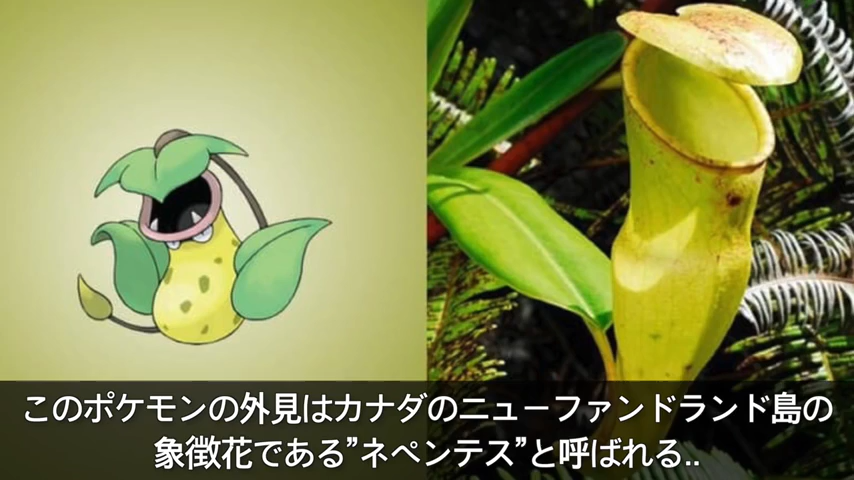 このポケモンの外見はカナダのニューファンドランド島の
象徴花である”ネペンテス”と呼ばれる..